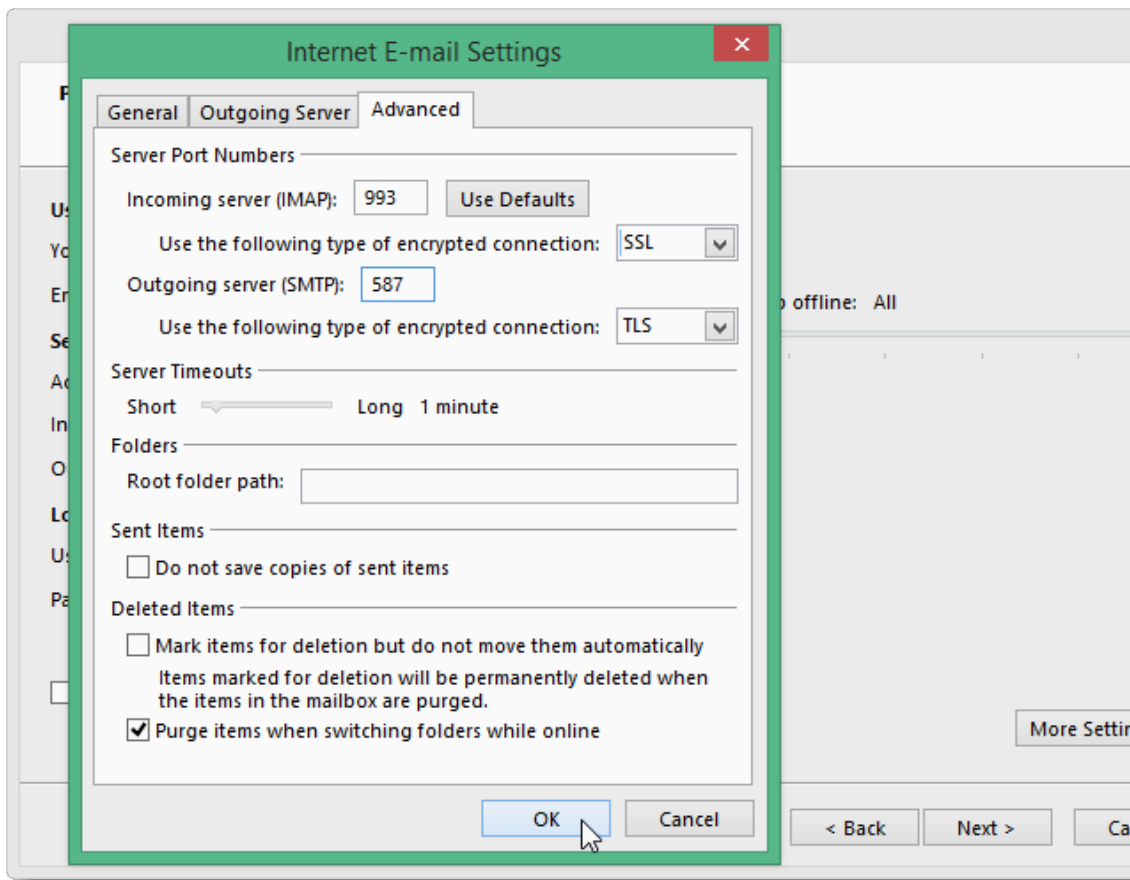 Internet E-mail Settings
General
Outgoing Server
Advanced
Server Port Numbers
Incoming server (IMAP): 993 Use Defaults
Use the following type of encrypted connection: SSL
Outgoing server (SMTP): 587
Use the following type of encrypted connection: TLS
Server Timeouts
Short Long 1 minute
Folders
Root folder path:
Sent Items
Do not save copies of sent items
Deleted Items
Mark items for deletion but do not move them automatically
Items marked for deletion will be permanently deleted when
the items in the mailbox are purged.
Purge items when switching folders while online
OK Cancel
offline: All
More Settin
< Back Next > Ca